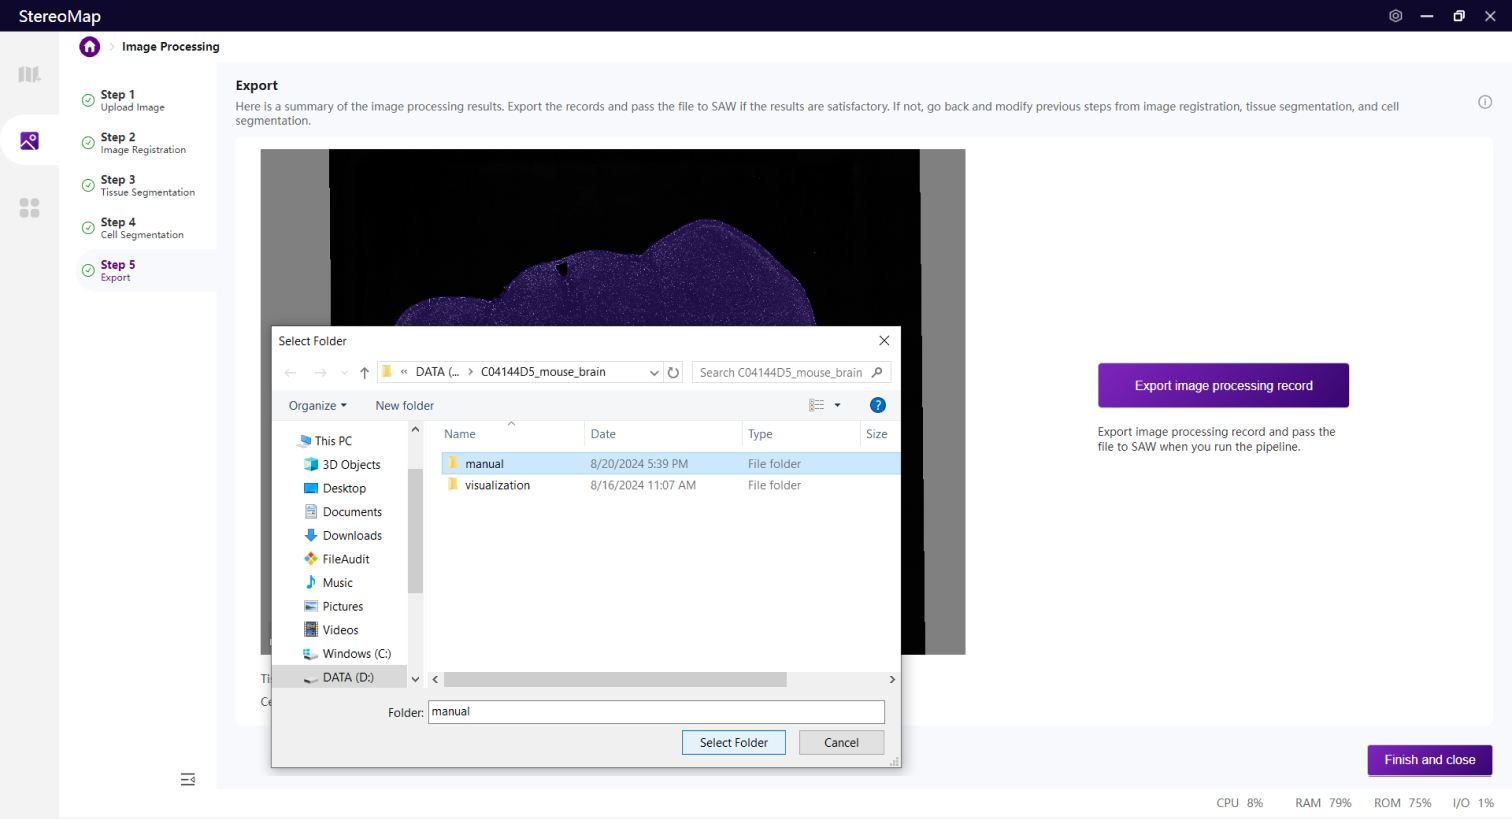 StereoMap
Image Processing
Step 1
Upload Image
Step 2
Image Registration
Step 3
Tissue Segmentation
Step 4
Cell Segmentation
Step 5
Export
Export
Here is a summary of the image processing results. Export the records and pass the file to SAW if the results are satisfactory. If not, go back and modify previous steps from image registration, tissue segmentation, and cell
segmentation.
Select Folder
« DATA (... > C04144D5_mouse_brain
Search C04144D5_mouse_brain
Organize
New folder
?
This PC
3D Objects
Desktop
Documents
Downloads
FileAudit
Music
Pictures
Videos
Windows (C:)
DATA (D:)
Name Date Type Size
manual 8/20/2024 5:39 PM File folder
visualization 8/16/2024 11:07 AM File folder
Folder: manual
Select Folder
Cancel
Export image processing record
Export image processing record and pass the
file to SAW when you run the pipeline.
Finish and close
CPU 8% RAM 79% ROM 75% I/O 1%